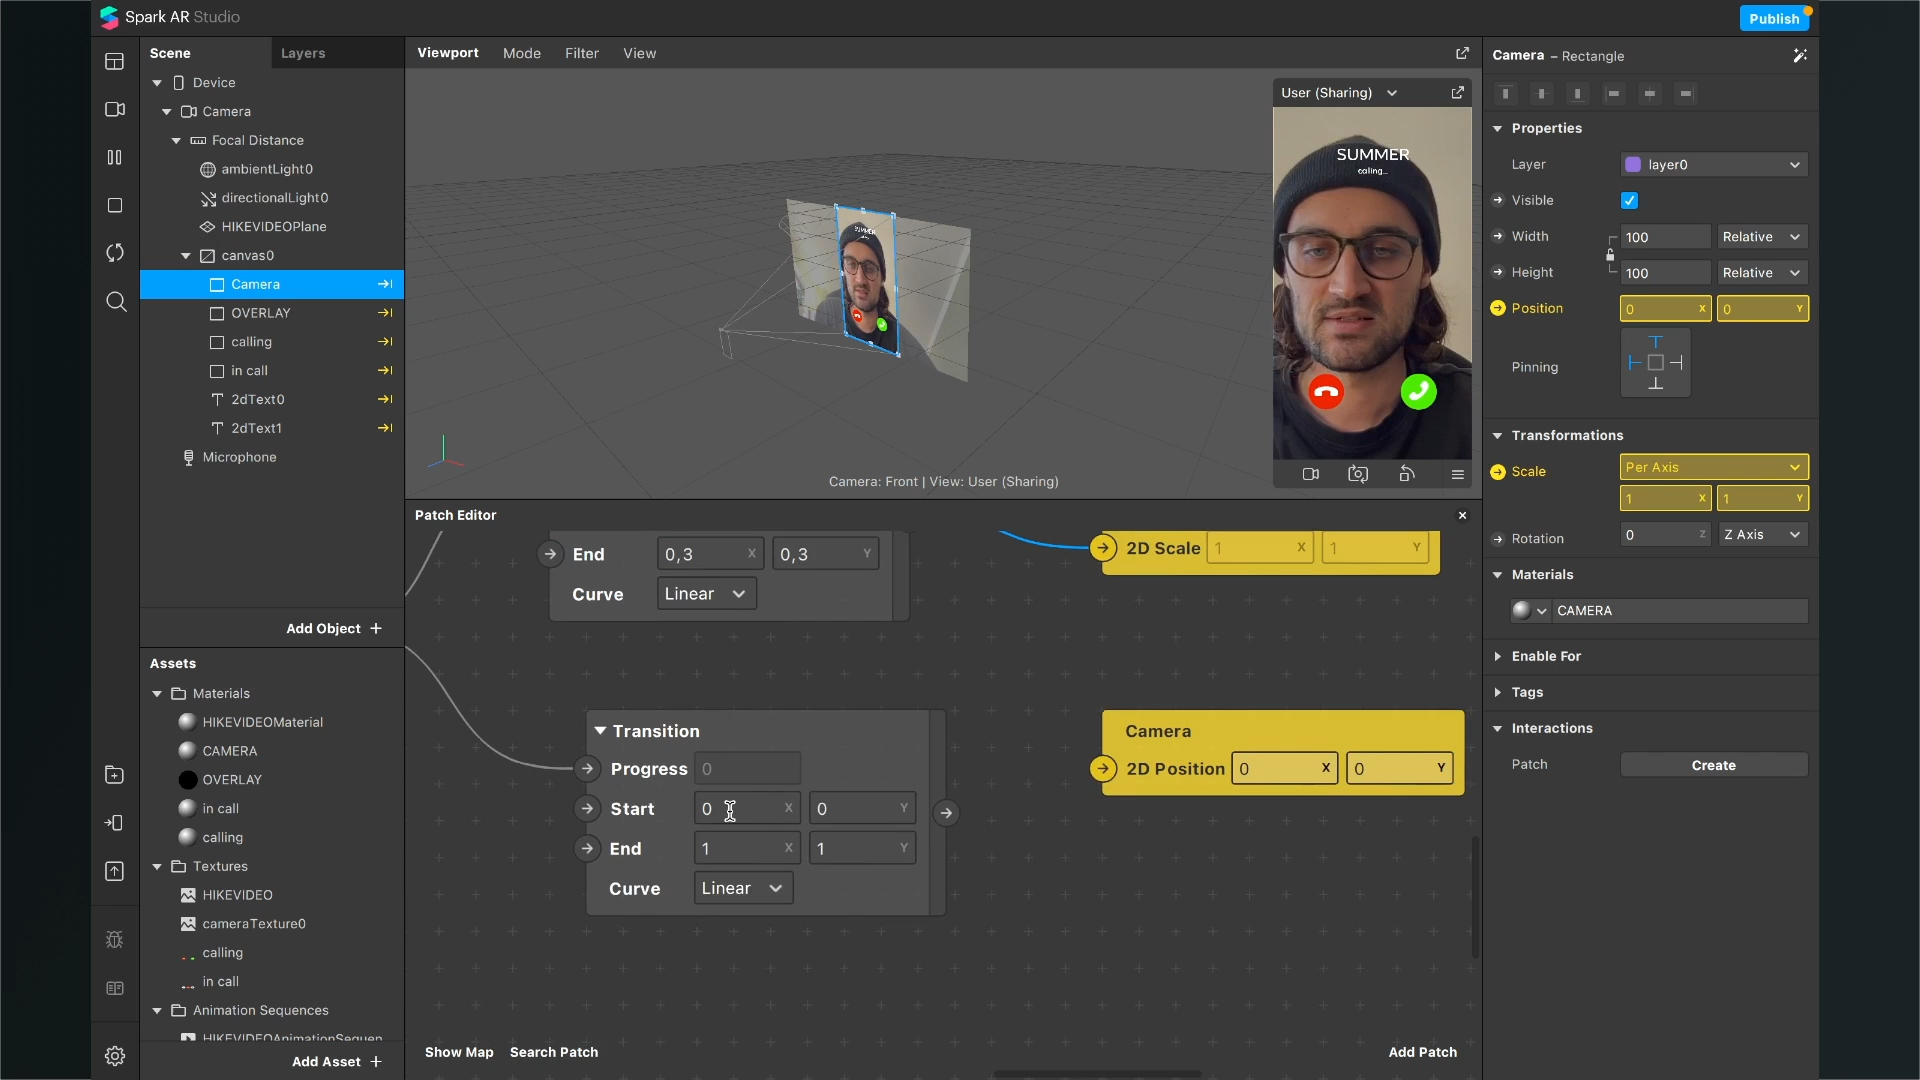 Spark AR Studio
Publish
Scene
Layers
Device
Camera
Focal Distance
ambientLight0
directionalLight0
HIKEVIDEOPlane
canvas0
Camera
OVERLAY
calling
in call
2dText0
2dText1
Microphone
Add Object +
Assets
Materials
HIKEVIDEOMaterial
CAMERA
OVERLAY
in call
calling
Textures
HIKEVIDEO
cameraTexture0
calling
in call
Animation Sequences
HIKEVIDEOAnimationSequen
Add Asset +
Viewport Mode Filter View
User (Sharing)
SUMMER
calling...
SUMMER
Camera: Front | View: User (Sharing)
Patch Editor
End 0,3 X 0,3 Y
Curve Linear
2D Scale 1 X 1 Y
Transition
Progress 0
Start 0 X 0 Y
End 1 X 1 Y
Curve Linear
Camera
2D Position 0 X 0 Y
Show Map Search Patch
Add Patch
Camera – Rectangle
Properties
Layer layer0
Visible
Width 100 Relative
Height 100 Relative
Position 0 X 0 Y
Pinning
Transformations
Scale Per Axis
1 X 1 Y
Rotation 0 Z Z Axis
Materials
CAMERA
Enable For
Tags
Interactions
Patch Create